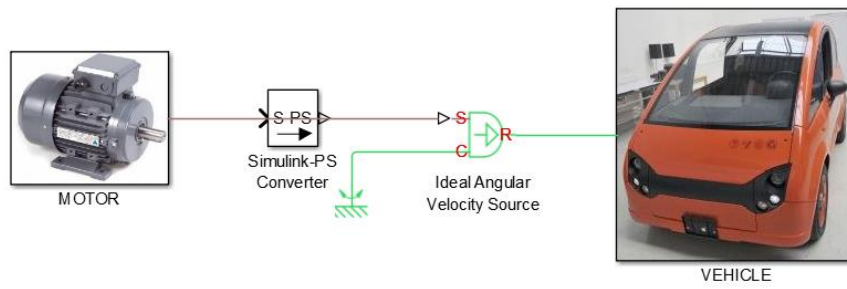 MOTOR
S PS
Simulink-PS
Converter
S
C
R
Ideal Angular
Velocity Source
VEHICLE